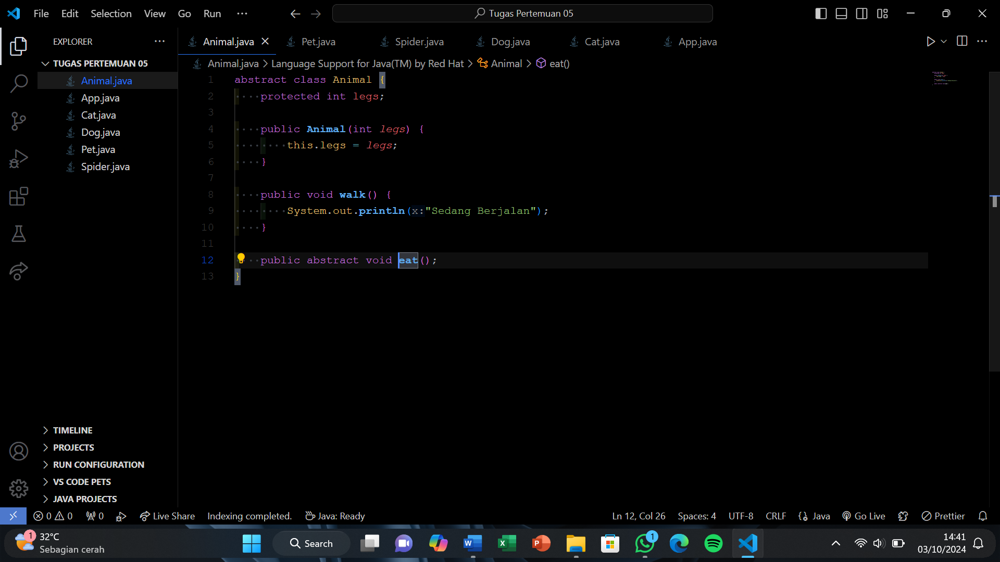 File Edit Selection View Go Run ···
Tugas Pertemuan 05
EXPLORER
TUGAS PERTEMUAN 05
Animal.java
App.java
Cat.java
Dog.java
Pet.java
Spider.java
TIMELINE
PROJECTS
RUN CONFIGURATION
VS CODE PETS
JAVA PROJECTS
Animal.java Pet.java Spider.java Dog.java Cat.java App.java
Animal.java > Language Support for Java(TM) by Red Hat > Animal > eat()
1 abstract class Animal {
2 protected int legs;
3
4 public Animal(int legs) {
5 this.legs = legs;
6 }
7
8 public void walk() {
9 System.out.println(x:"Sedang Berjalan");
10 }
11
12 public abstract void eat();
13 }
0 0 0 Live Share Indexing completed. Java: Ready Ln 12, Col 26 Spaces: 4 UTF-8 CRLF Java Go Live Prettier
1 32°C
Sebagian cerah
Search
1
14:41
03/10/2024